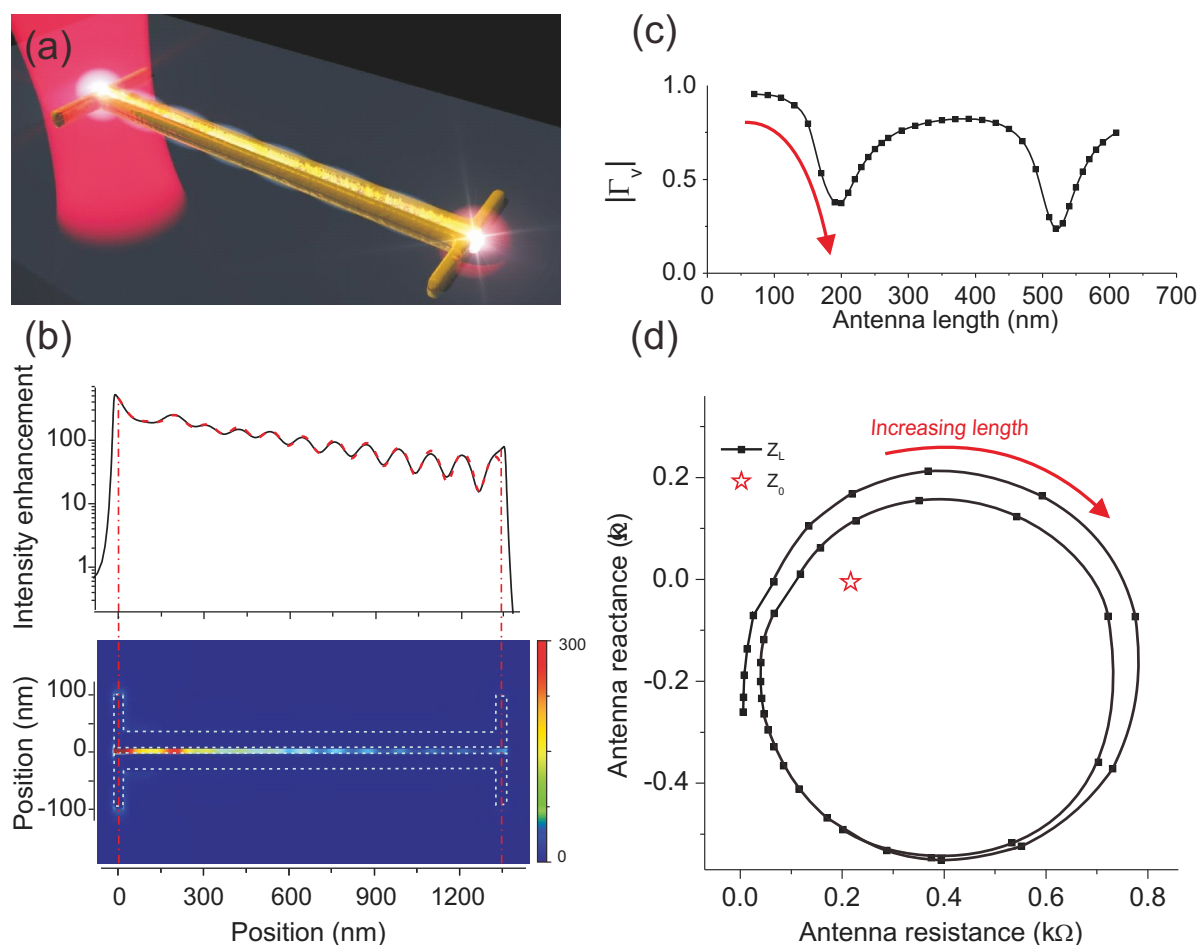 (a)
(b)
Intensity enhancement
100
10
1
300
0
Position (nm)
100
0
-100
0 300 600 900 1200
Position (nm)
(c)
|Γv|
1.0
0.5
0.0
0 100 200 300 400 500 600 700
Antenna length (nm)
(d)
Increasing length
ZL
Z0
Antenna reactance (kΩ)
0.2
0.0
-0.2
-0.4
0.0 0.2 0.4 0.6 0.8
Antenna resistance (kΩ)